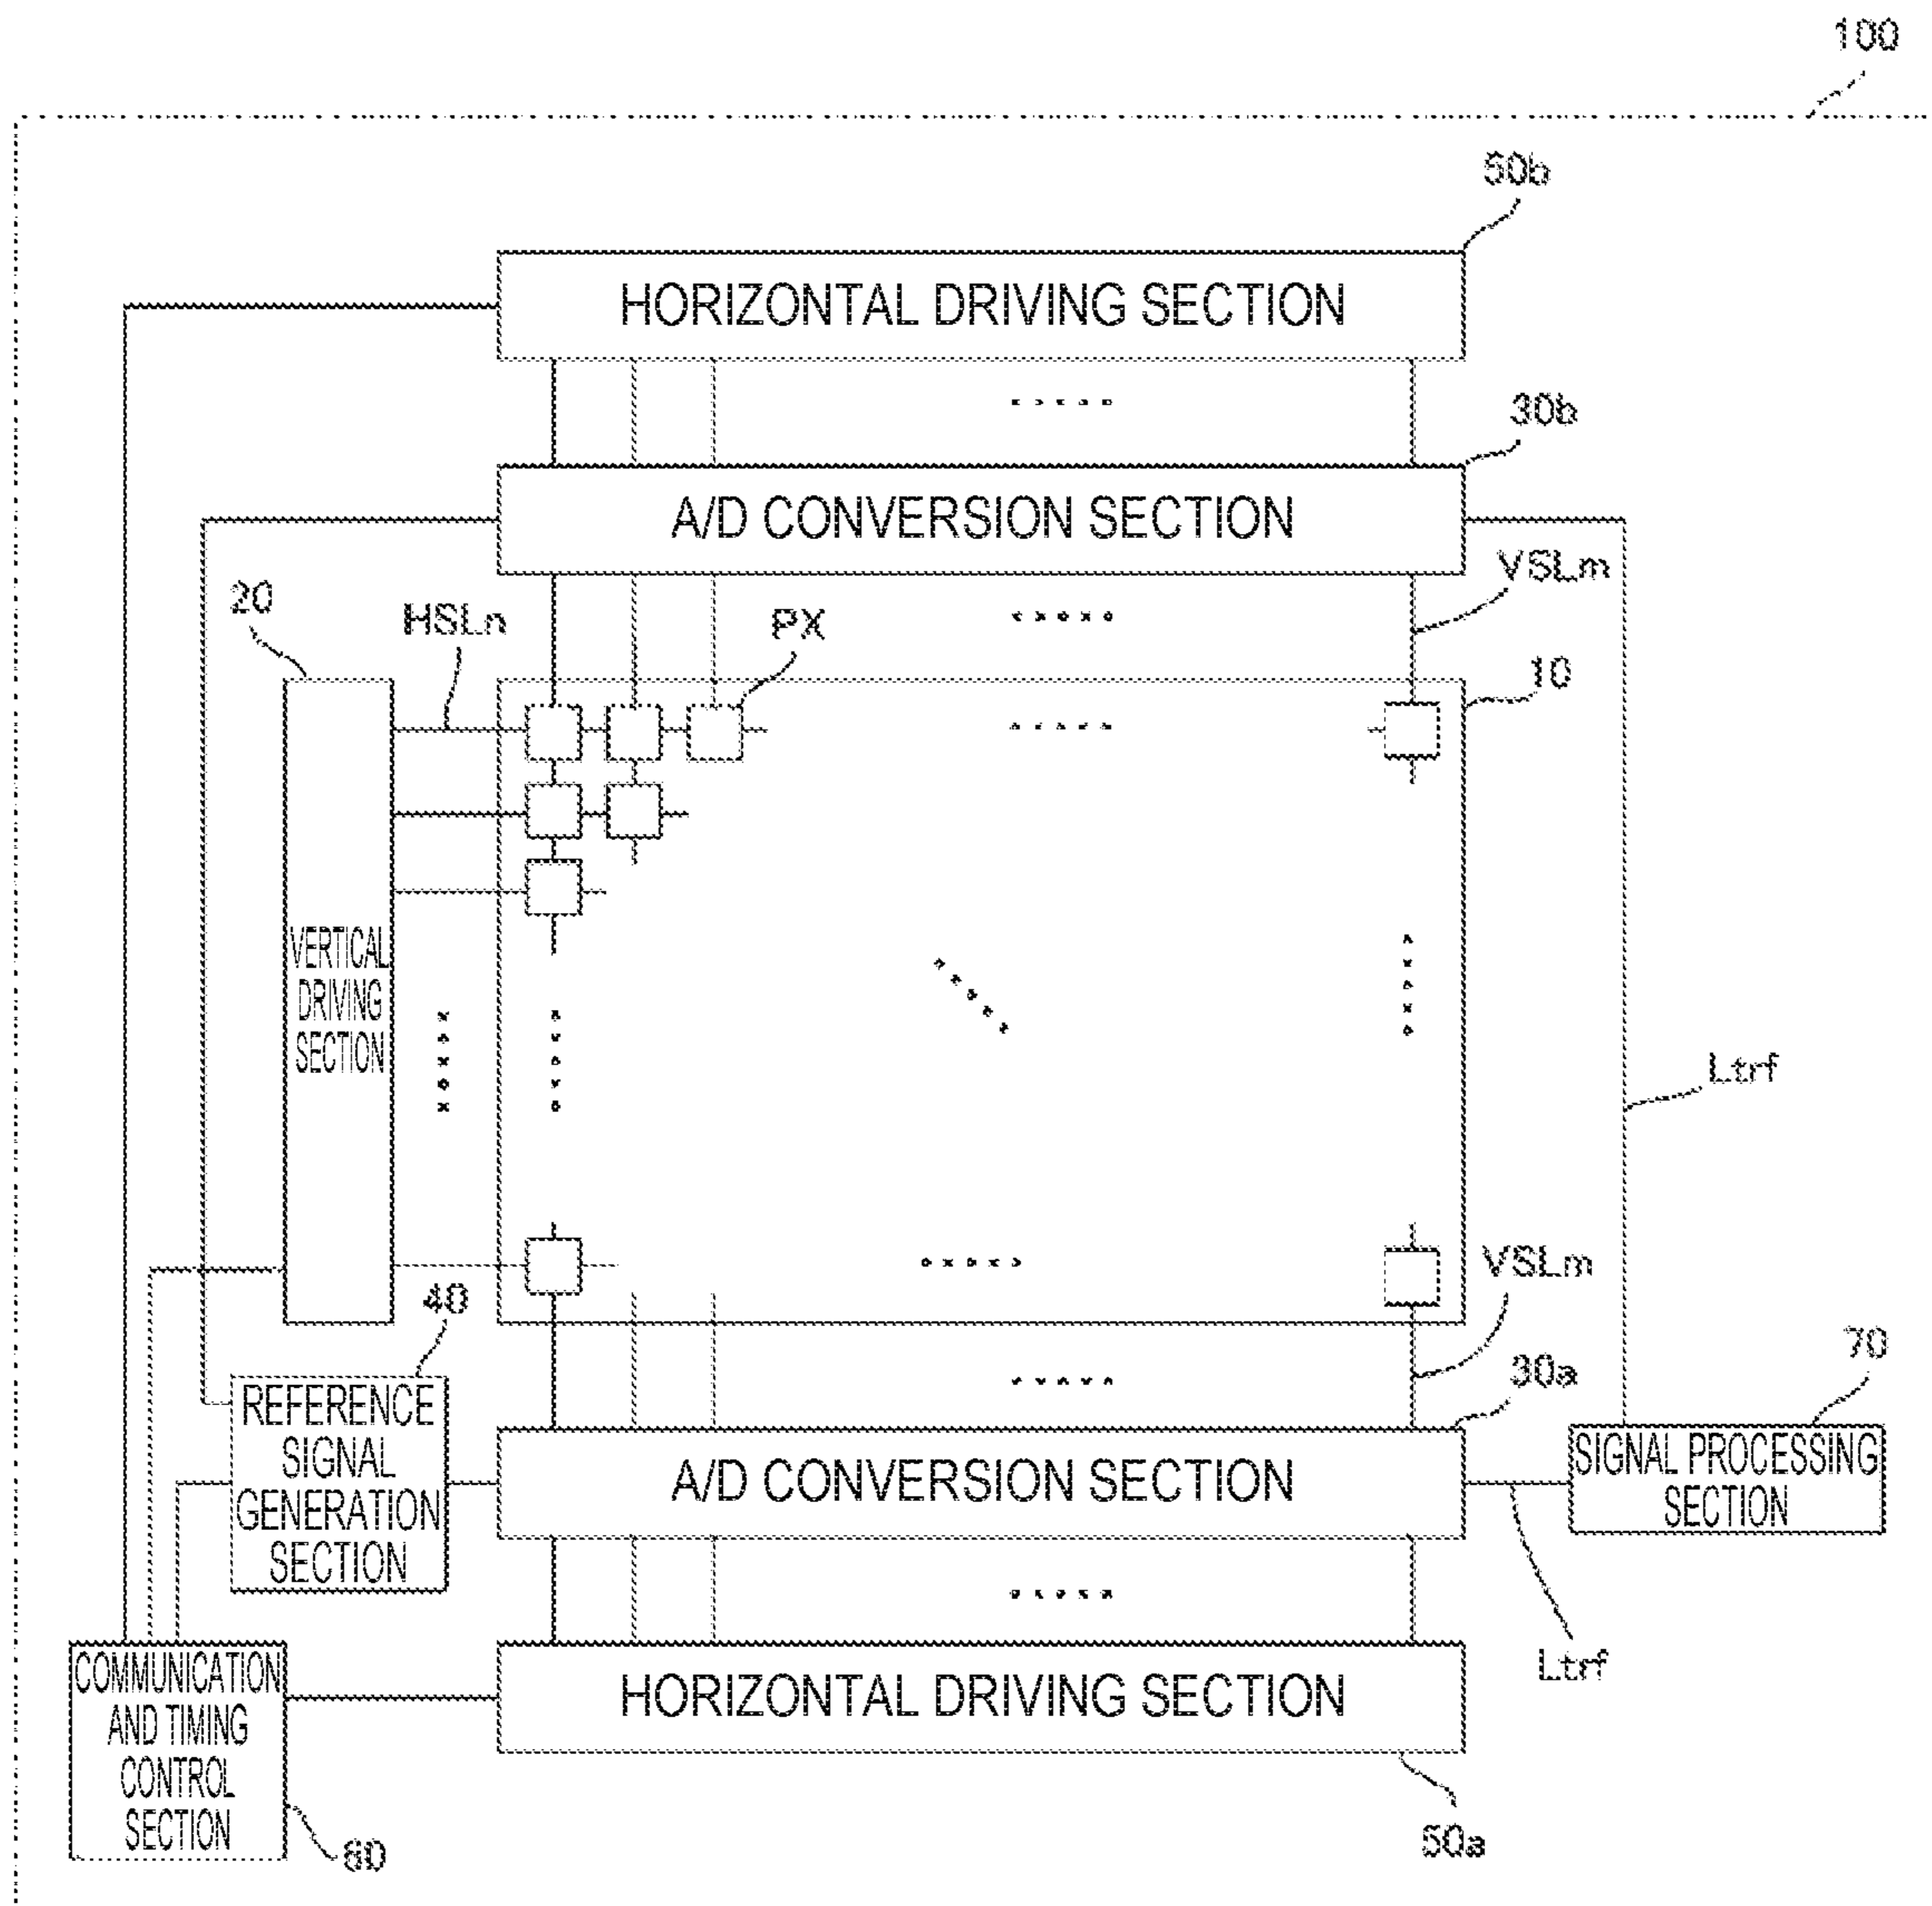 100
50b
HORIZONTAL DRIVING SECTION
30b
A/D CONVERSION SECTION
VSLm
20
HSLn
PX
10
VERTICAL
DRIVING
SECTION
Ltrf
VSLm
40
30a
70
REFERENCE
SIGNAL
GENERATION
SECTION
A/D CONVERSION SECTION
SIGNAL PROCESSING
SECTION
Ltrf
COMMUNICATION
AND TIMING
CONTROL
SECTION
HORIZONTAL DRIVING SECTION
50a